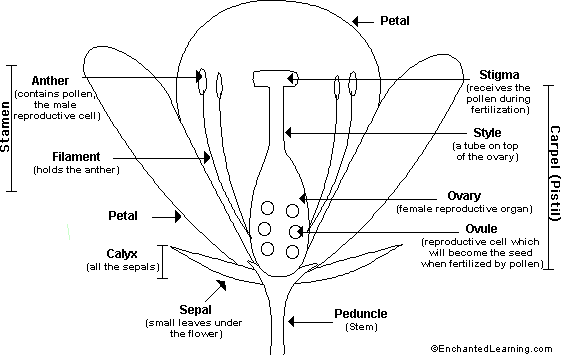 Petal
Stamen
Anther
(contains pollen,
the male
reproductive cell)
Filament
(holds the anther)
Petal
Calyx
(all the sepals)
Sepal
(small leaves under
the flower)
Stigma
(receives the
pollen during
fertilization)
Style
(a tube on top
of the ovary)
Ovary
(female reproductive organ)
Ovule
(reproductive cell which
will become the seed
when fertilized by pollen)
Carpel (Pistil)
Peduncle
(Stem)
©EnchantedLearning.com